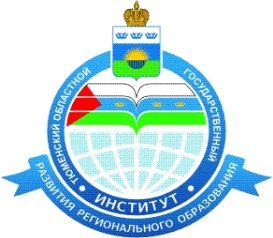 ТЮМЕНСКИЙ ОБЛАСТНОЙ
ГОСУДАРСТВЕННЫЙ
• ИНСТИТУТ •
РАЗВИТИЯ РЕГИОНАЛЬНОГО ОБРАЗОВАНИЯ